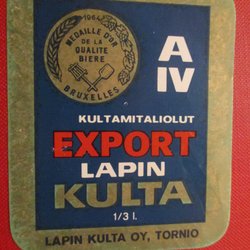 1964
MEDAILLE D'OR
DE LA
QUALITE
BIERE
BRUXELLES
A
IV
KULTAMITALIOLUT
EXPORT
LAPIN
KULTA
1/3 l.
LAPIN KULTA OY, TORNIO